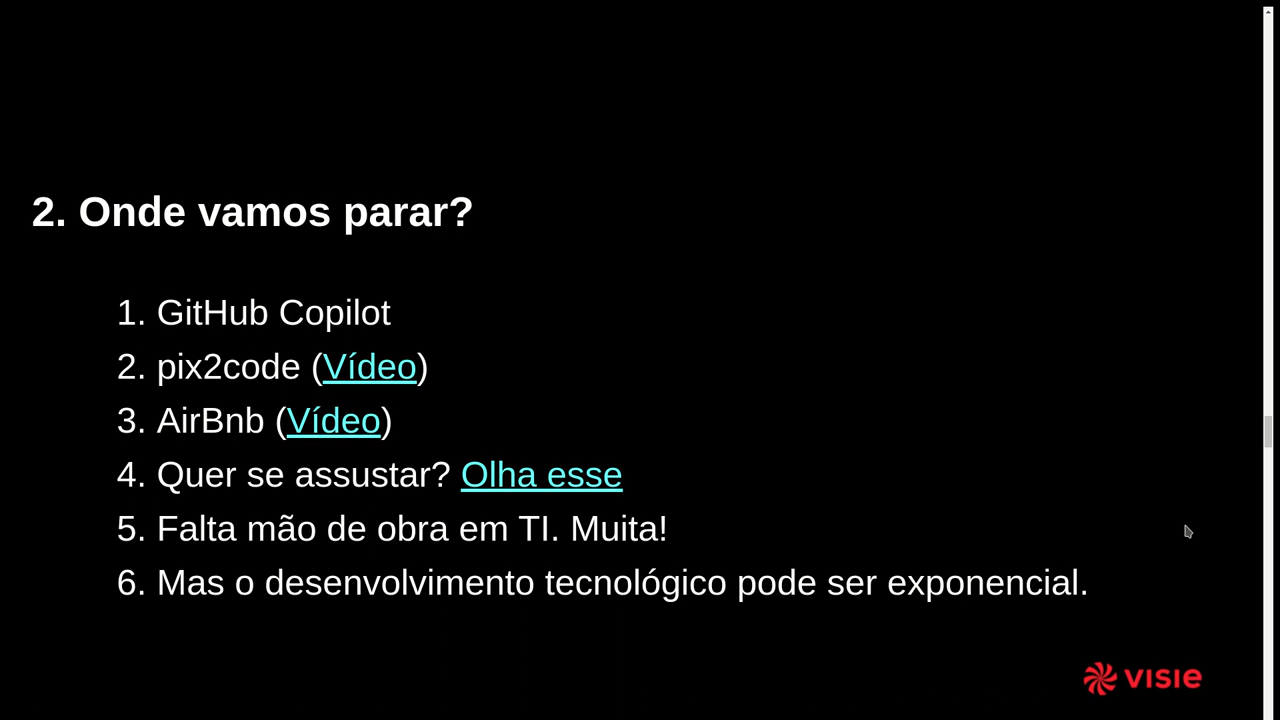 2. Onde vamos parar?
1. GitHub Copilot
2. pix2code (Vídeo)
3. AirBnb (Vídeo)
4. Quer se assustar? Olha esse
5. Falta mão de obra em TI. Muita!
6. Mas o desenvolvimento tecnológico pode ser exponencial.
VISIE